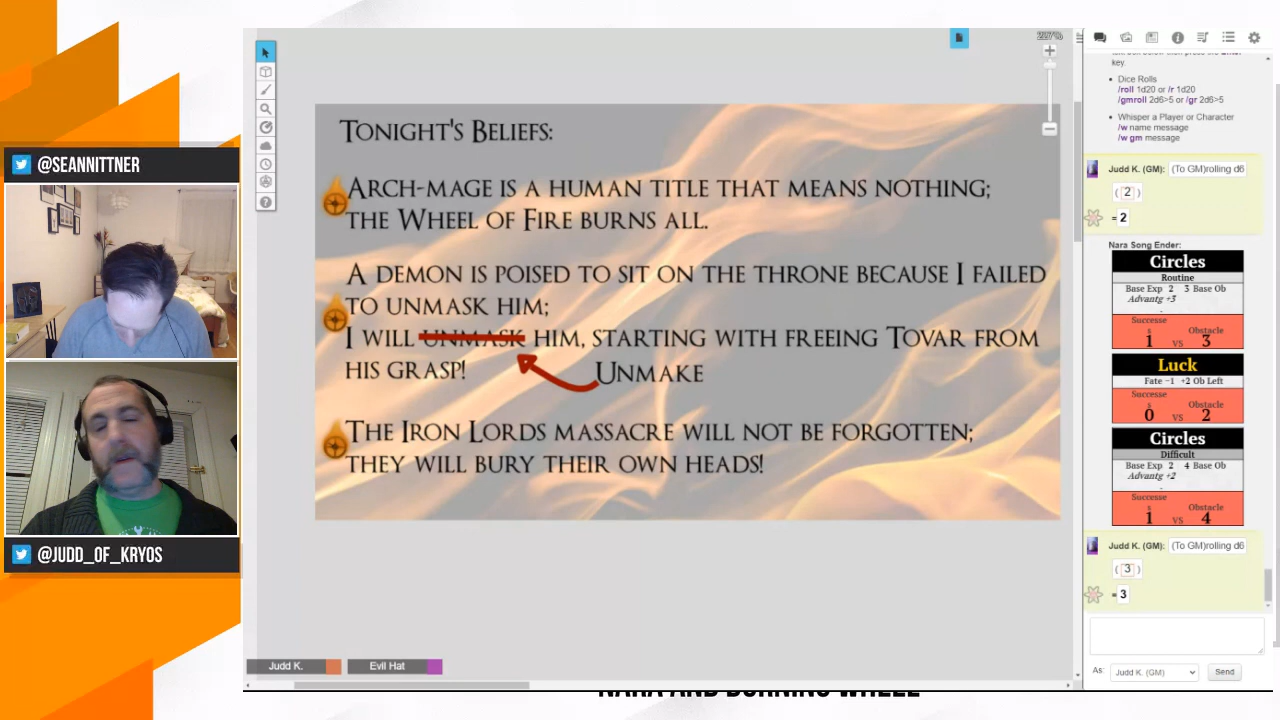 @SEANNITTNER
@JUDD_OF_KRYOS
TONIGHT'S BELIEFS:
ARCH-MAGE IS A HUMAN TITLE THAT MEANS NOTHING;
THE WHEEL OF FIRE BURNS ALL.
A DEMON IS POISED TO SIT ON THE THRONE BECAUSE I FAILED
TO UNMASK HIM;
I WILL UNMASK HIM, STARTING WITH FREEING TOVAR FROM
HIS GRASP!
UNMAKE
THE IRON LORDS MASSACRE WILL NOT BE FORGOTTEN;
THEY WILL BURY THEIR OWN HEADS!
Judd K.
Evil Hat
NARA AND BURNING WHEEL
key.
Dice Rolls
/roll 1d20 or /r 1d20
/gmroll 2d6>5 or /gr 2d6>5
Whisper a Player or Character
/w name message
/w gm message
Judd K. (GM): (To GM)rolling d6
(2)
=2
Nara Song Ender:
Circles
Routine
Base Exp 2 3 Base Ob
Advantg +3
Successe
s
Obstacle
1 VS 3
Luck
Fate −1 +2 Ob Left
Successe
s
Obstacle
0 VS 2
Circles
Difficult
Base Exp 2 4 Base Ob
Advantg +2
Successe
s
Obstacle
1 VS 4
Judd K. (GM): (To GM)rolling d6
(3)
=3
As: Judd K. (GM) Send